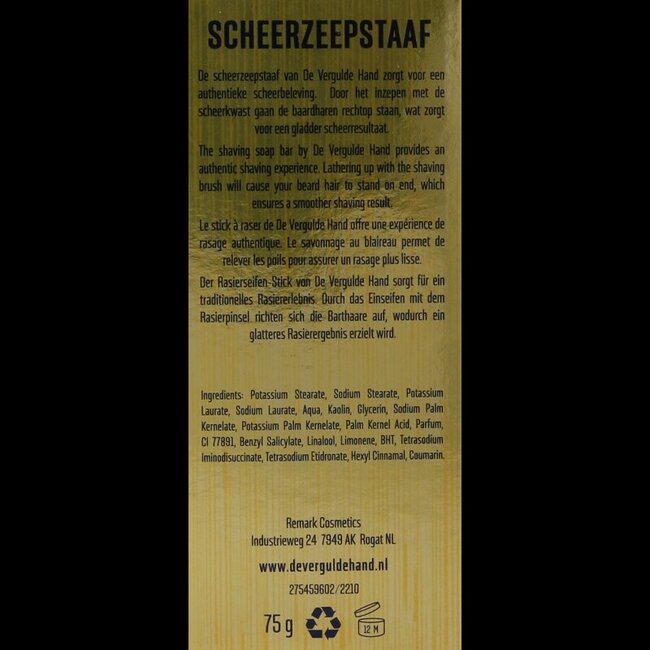 SCHEERZEEPSTAAF
De scheerzeepstaaf van De Vergulde Hand zorgt voor een
authentieke scheerbeleving. Door het inzepen met de
scheerkwast gaan de baardharen rechtop staan, wat zorgt
voor een gladder scheerresultaat.
The shaving soap bar by De Vergulde Hand provides an
authentic shaving experience. Lathering up with the shaving
brush will cause your beard hair to stand on end, which
ensures a smoother shaving result.
Le stick à raser de De Vergulde Hand offre une expérience de
rasage authentique. Le savonnage au blaireau permet de
relever les poils pour assurer un rasage plus lisse.
Der Rasierseifen-Stick von De Vergulde Hand sorgt für ein
traditionelles Rasiererlebnis. Durch das Einseifen mit dem
Rasierpinsel richten sich die Barthaare auf, wodurch ein
glatteres Rasierergebnis erzielt wird.
Ingredients: Potassium Stearate, Sodium Stearate, Potassium
Laurate, Sodium Laurate, Aqua, Kaolin, Glycerin, Sodium Palm
Kernelate, Potassium Palm Kernelate, Palm Kernel Acid, Parfum,
CI 77891, Benzyl Salicylate, Linalool, Limonene, BHT, Tetrasodium
Iminodisuccinate, Tetrasodium Etidronate, Hexyl Cinnamal, Coumarin.
Remark Cosmetics
Industrieweg 24 7949 AK Rogat NL
www.deverguldehand.nl
275459602/2210
75 g
12 M